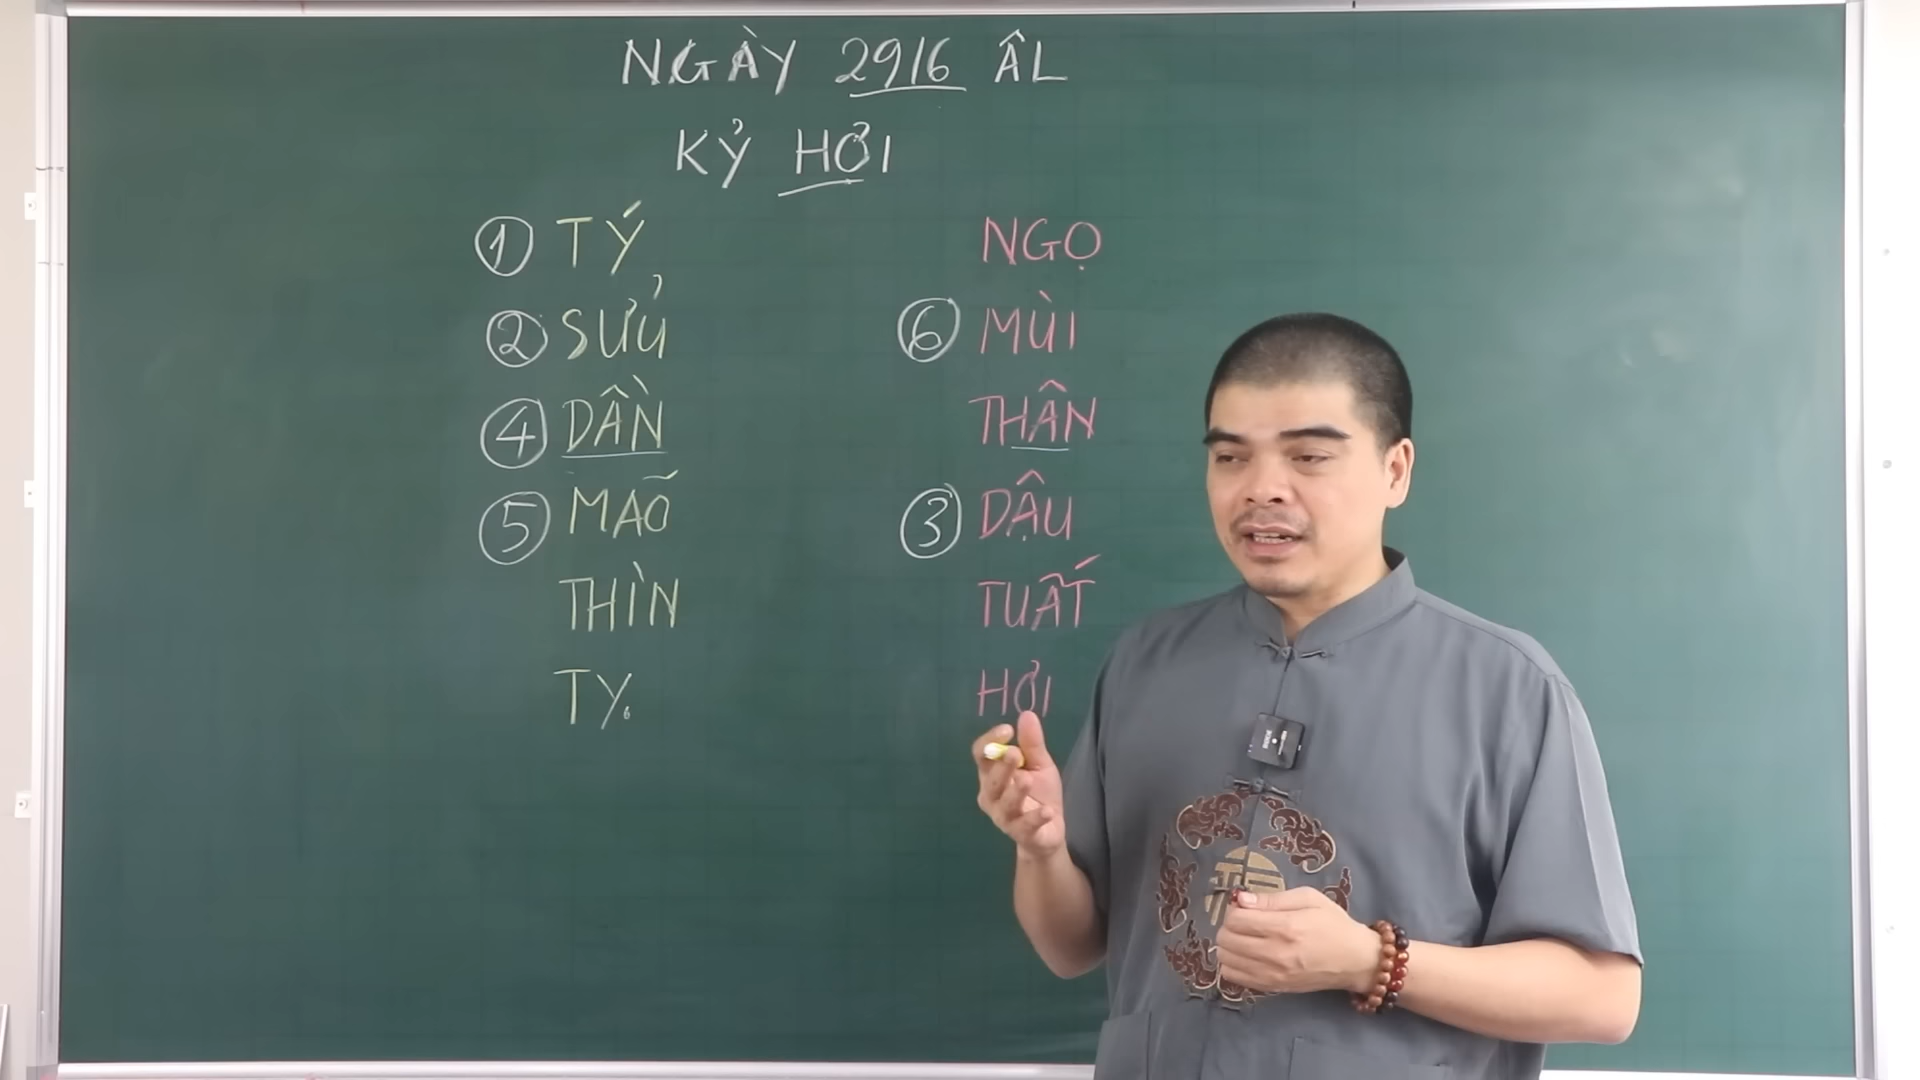 NGÀY 29/6 ÂL
KỶ HỢI
① TÝ
② SỬU
④ DẦN
⑤ MÃO
THÌN
TỴ
NGỌ
⑥ MÙI
THÂN
③ DẬU
TUẤT
HỢI